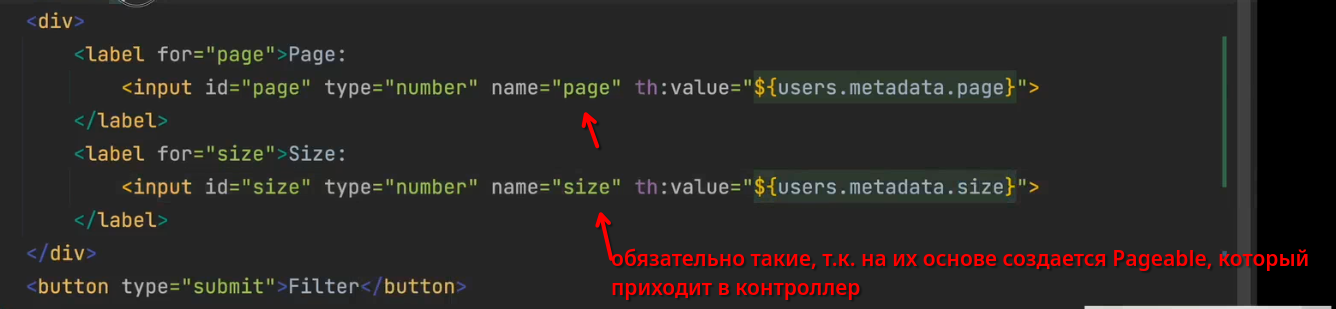 <div>
<label for="page">Page:
<input id="page" type="number" name="page" th:value="${users.metadata.page}">
</label>
<label for="size">Size:
<input id="size" type="number" name="size" th:value="${users.metadata.size}">
</label>
</div>
обязательно такие, т.к. на их основе создается Pageable, который
<button type="submit">Filter</button>
приходит в контроллер